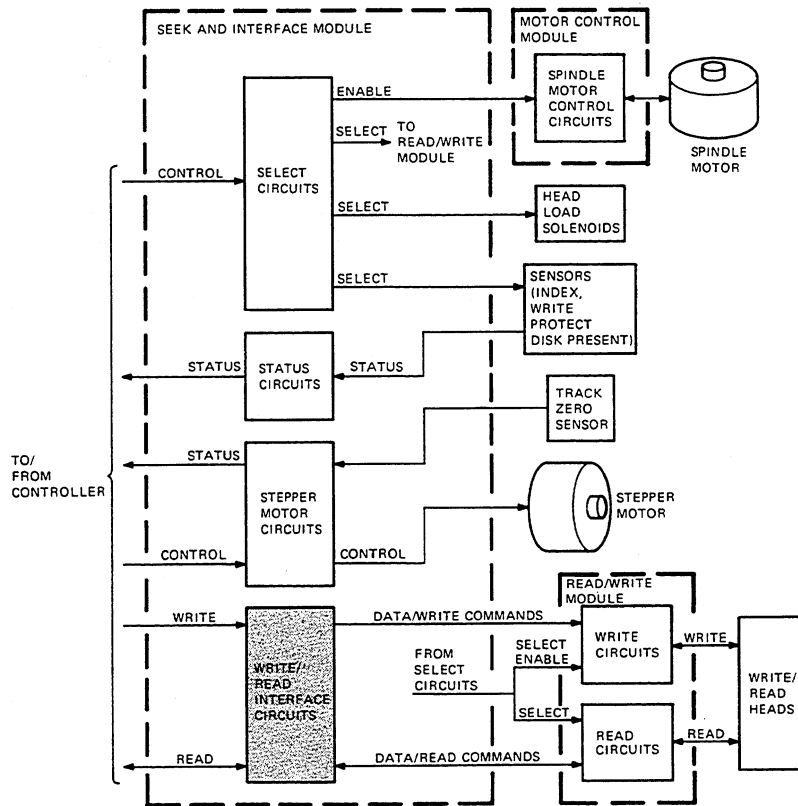 SEEK AND INTERFACE MODULE
MOTOR CONTROL
MODULE
ENABLE
SPINDLE
MOTOR
CONTROL
CIRCUITS
SPINDLE
MOTOR
SELECT
TO
READ/WRITE
MODULE
CONTROL
SELECT
CIRCUITS
SELECT
HEAD
LOAD
SOLENOIDS
SELECT
SENSORS
(INDEX,
WRITE
PROTECT
DISK PRESENT)
STATUS
STATUS
CIRCUITS
STATUS
TRACK
ZERO
SENSOR
STATUS
TO/
FROM
CONTROLLER
STEPPER
MOTOR
CIRCUITS
STEPPER
MOTOR
CONTROL
CONTROL
READ/WRITE
MODULE
WRITE
DATA/WRITE COMMANDS
WRITE
CIRCUITS
WRITE
FROM
SELECT
CIRCUITS
SELECT
ENABLE
WRITE/
READ
INTERFACE
CIRCUITS
WRITE/
READ
HEADS
SELECT
READ
CIRCUITS
READ
READ
DATA/READ COMMANDS